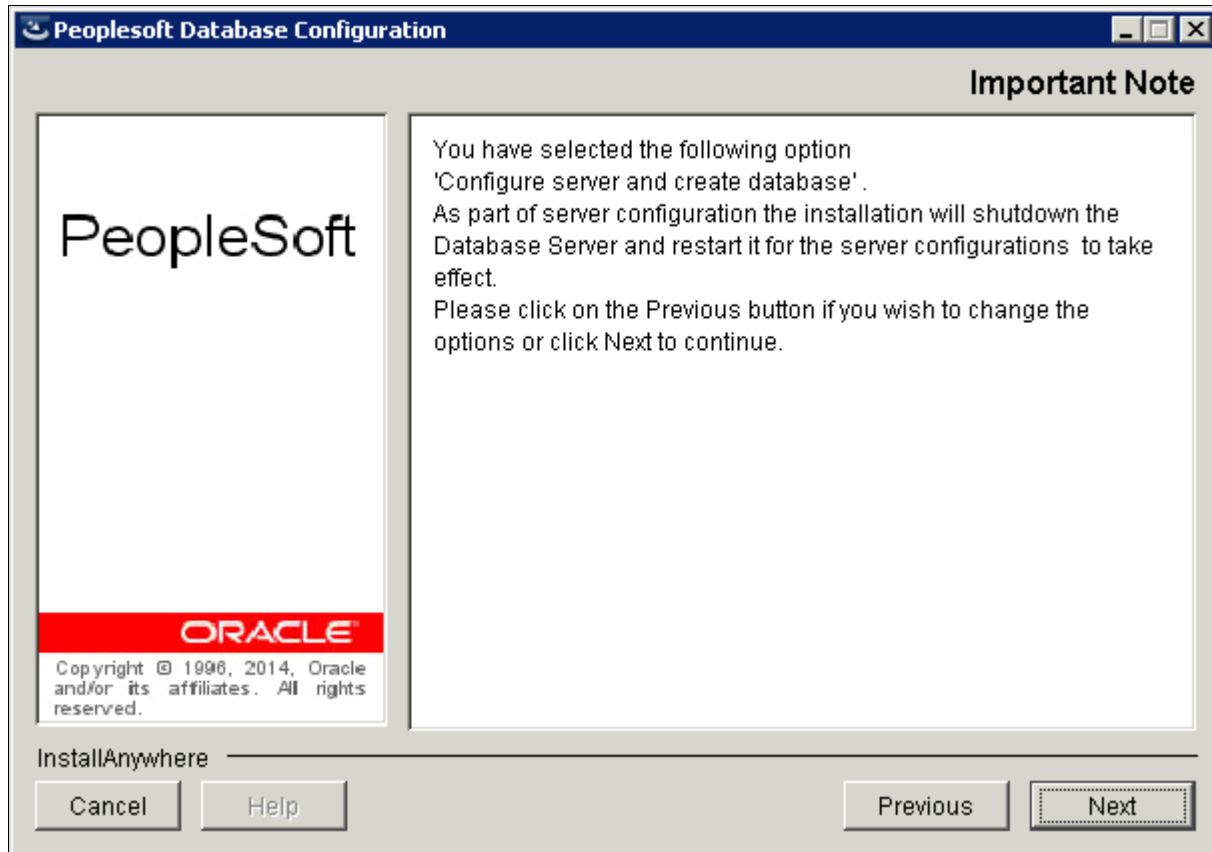 Peoplesoft Database Configuration
Important Note
PeopleSoft
ORACLE
Copyright © 1996, 2014, Oracle
and/or its affiliates. All rights
reserved.
You have selected the following option
'Configure server and create database' .
As part of server configuration the installation will shutdown the
Database Server and restart it for the server configurations  to take
effect.
Please click on the Previous button if you wish to change the
options or click Next to continue.
InstallAnywhere
Cancel
Help
Previous
Next